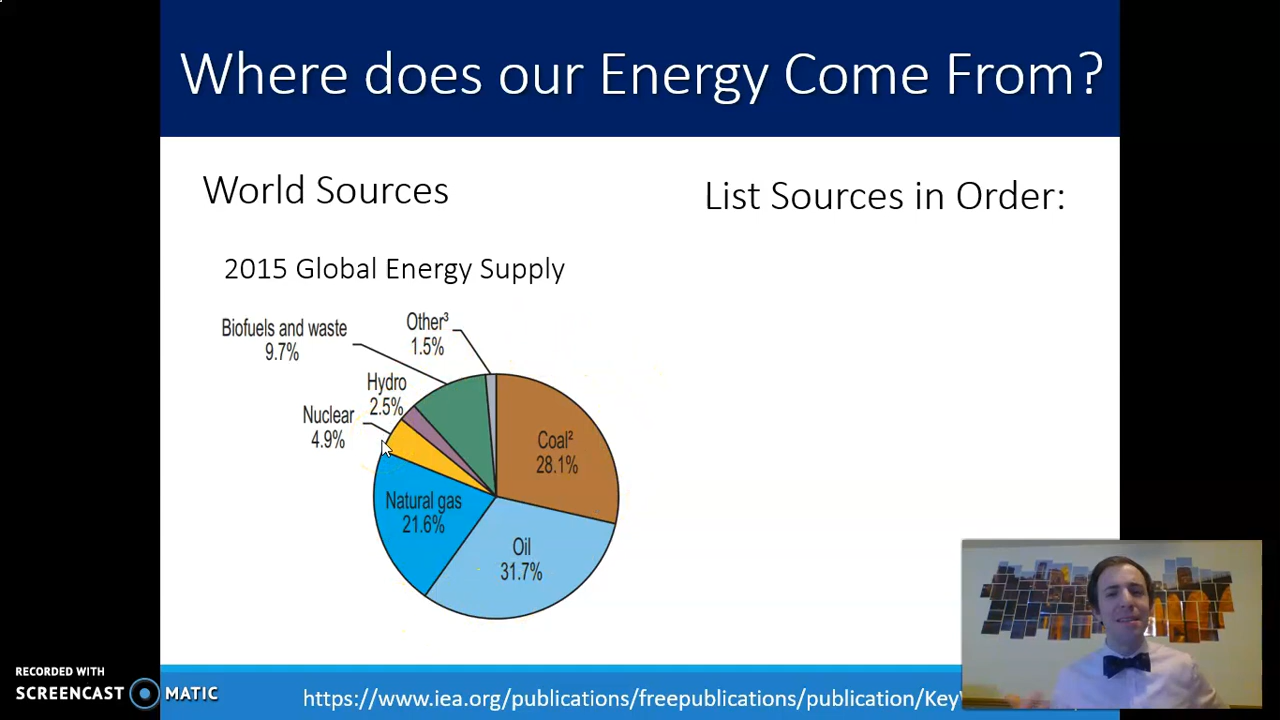 Where does our Energy Come From?
World Sources
List Sources in Order:
2015 Global Energy Supply
Biofuels and waste
9.7%
Other³
1.5%
Hydro
2.5%
Nuclear
4.9%
Coal²
28.1%
Natural gas
21.6%
Oil
31.7%
RECORDED WITH
SCREENCAST MATIC
https://www.iea.org/publications/freepublications/publication/Key